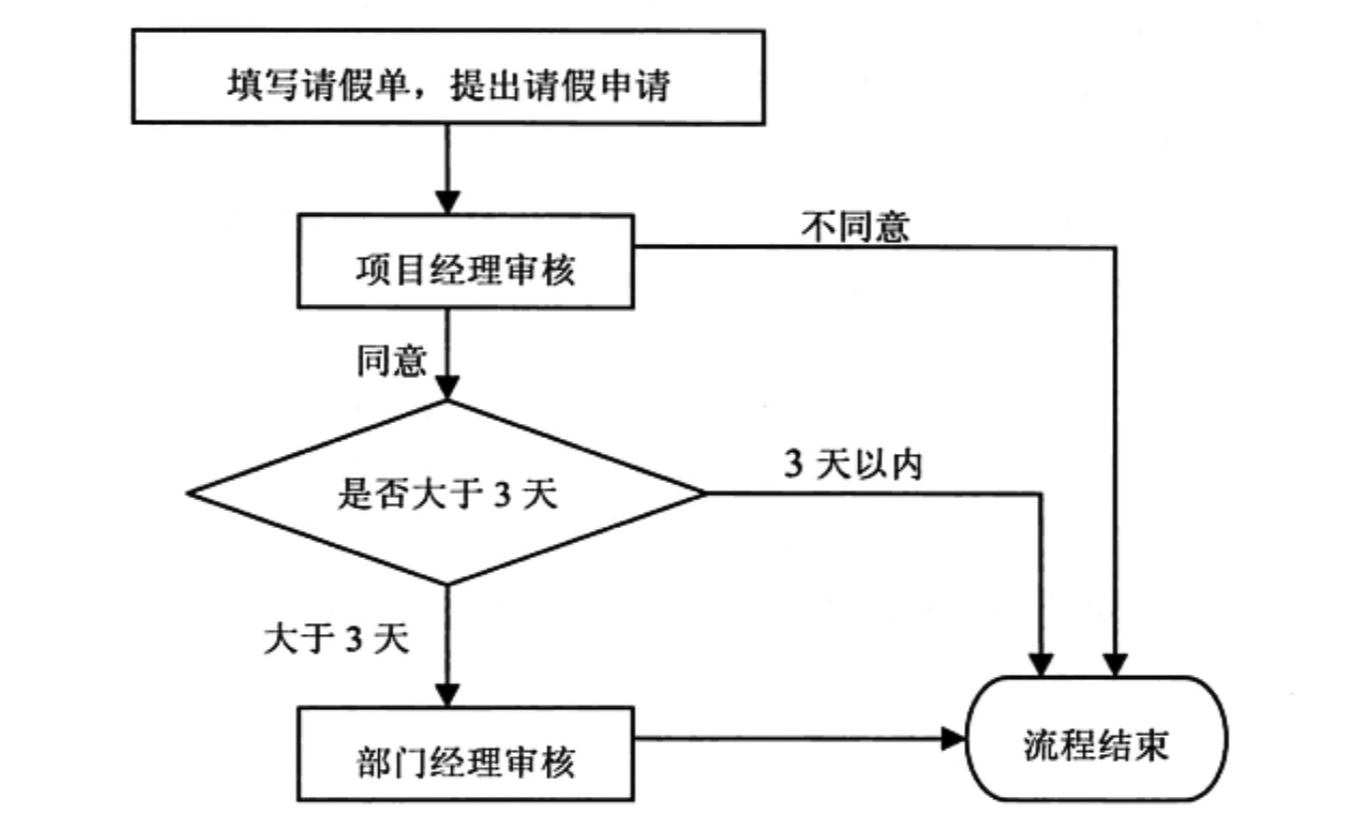 填写请假单，提出请假申请
不同意
项目经理审核
同意
3 天以内
是否大于 3 天
大于 3 天
部门经理审核
流程结束